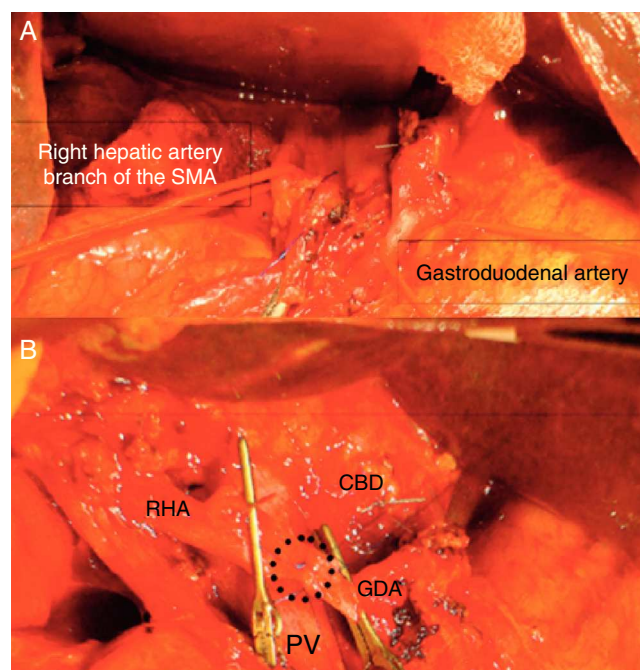 A
Right hepatic artery
branch of the SMA
Gastroduodenal artery
B
RHA
CBD
GDA
PV